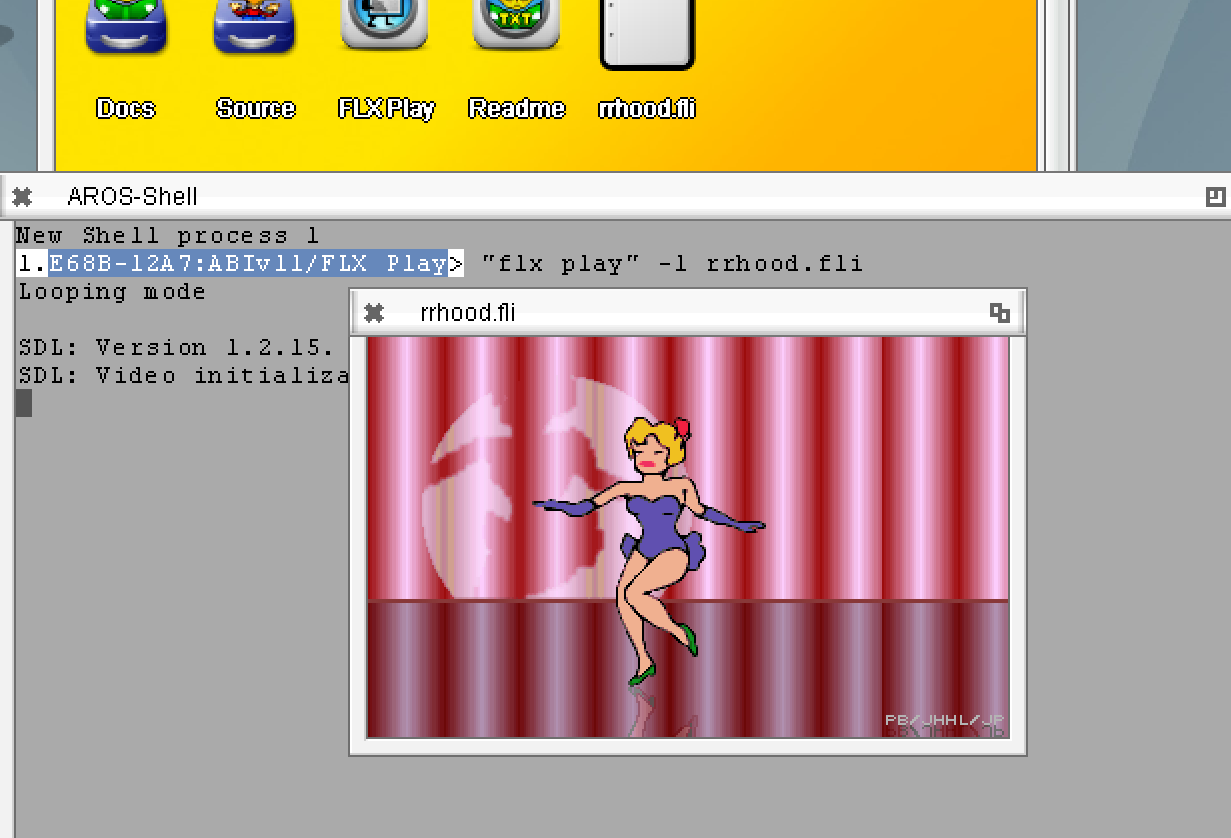 TXT
Docs Source FLX Play Readme rrhood.fli
AROS-Shell
New Shell process 1
1.E68B-12A7:ABIv11/FLX Play> "flx play" -l rrhood.fli
Looping mode
rrhood.fli
SDL: Version 1.2.15.
SDL: Video initializa
PB/JHHL/JP